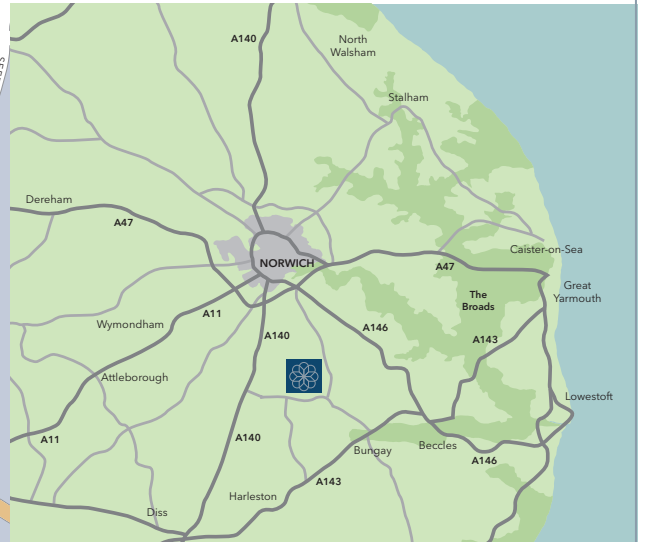 A140
North
Walsham
Stalham
Dereham
A47
NORWICH
Caister-on-Sea
A47
Great
Yarmouth
The
Broads
A11
Wymondham
A140
A146
A143
Attleborough
Lowestoft
A11
A140
Bungay
Beccles
A146
A143
Harleston
Diss